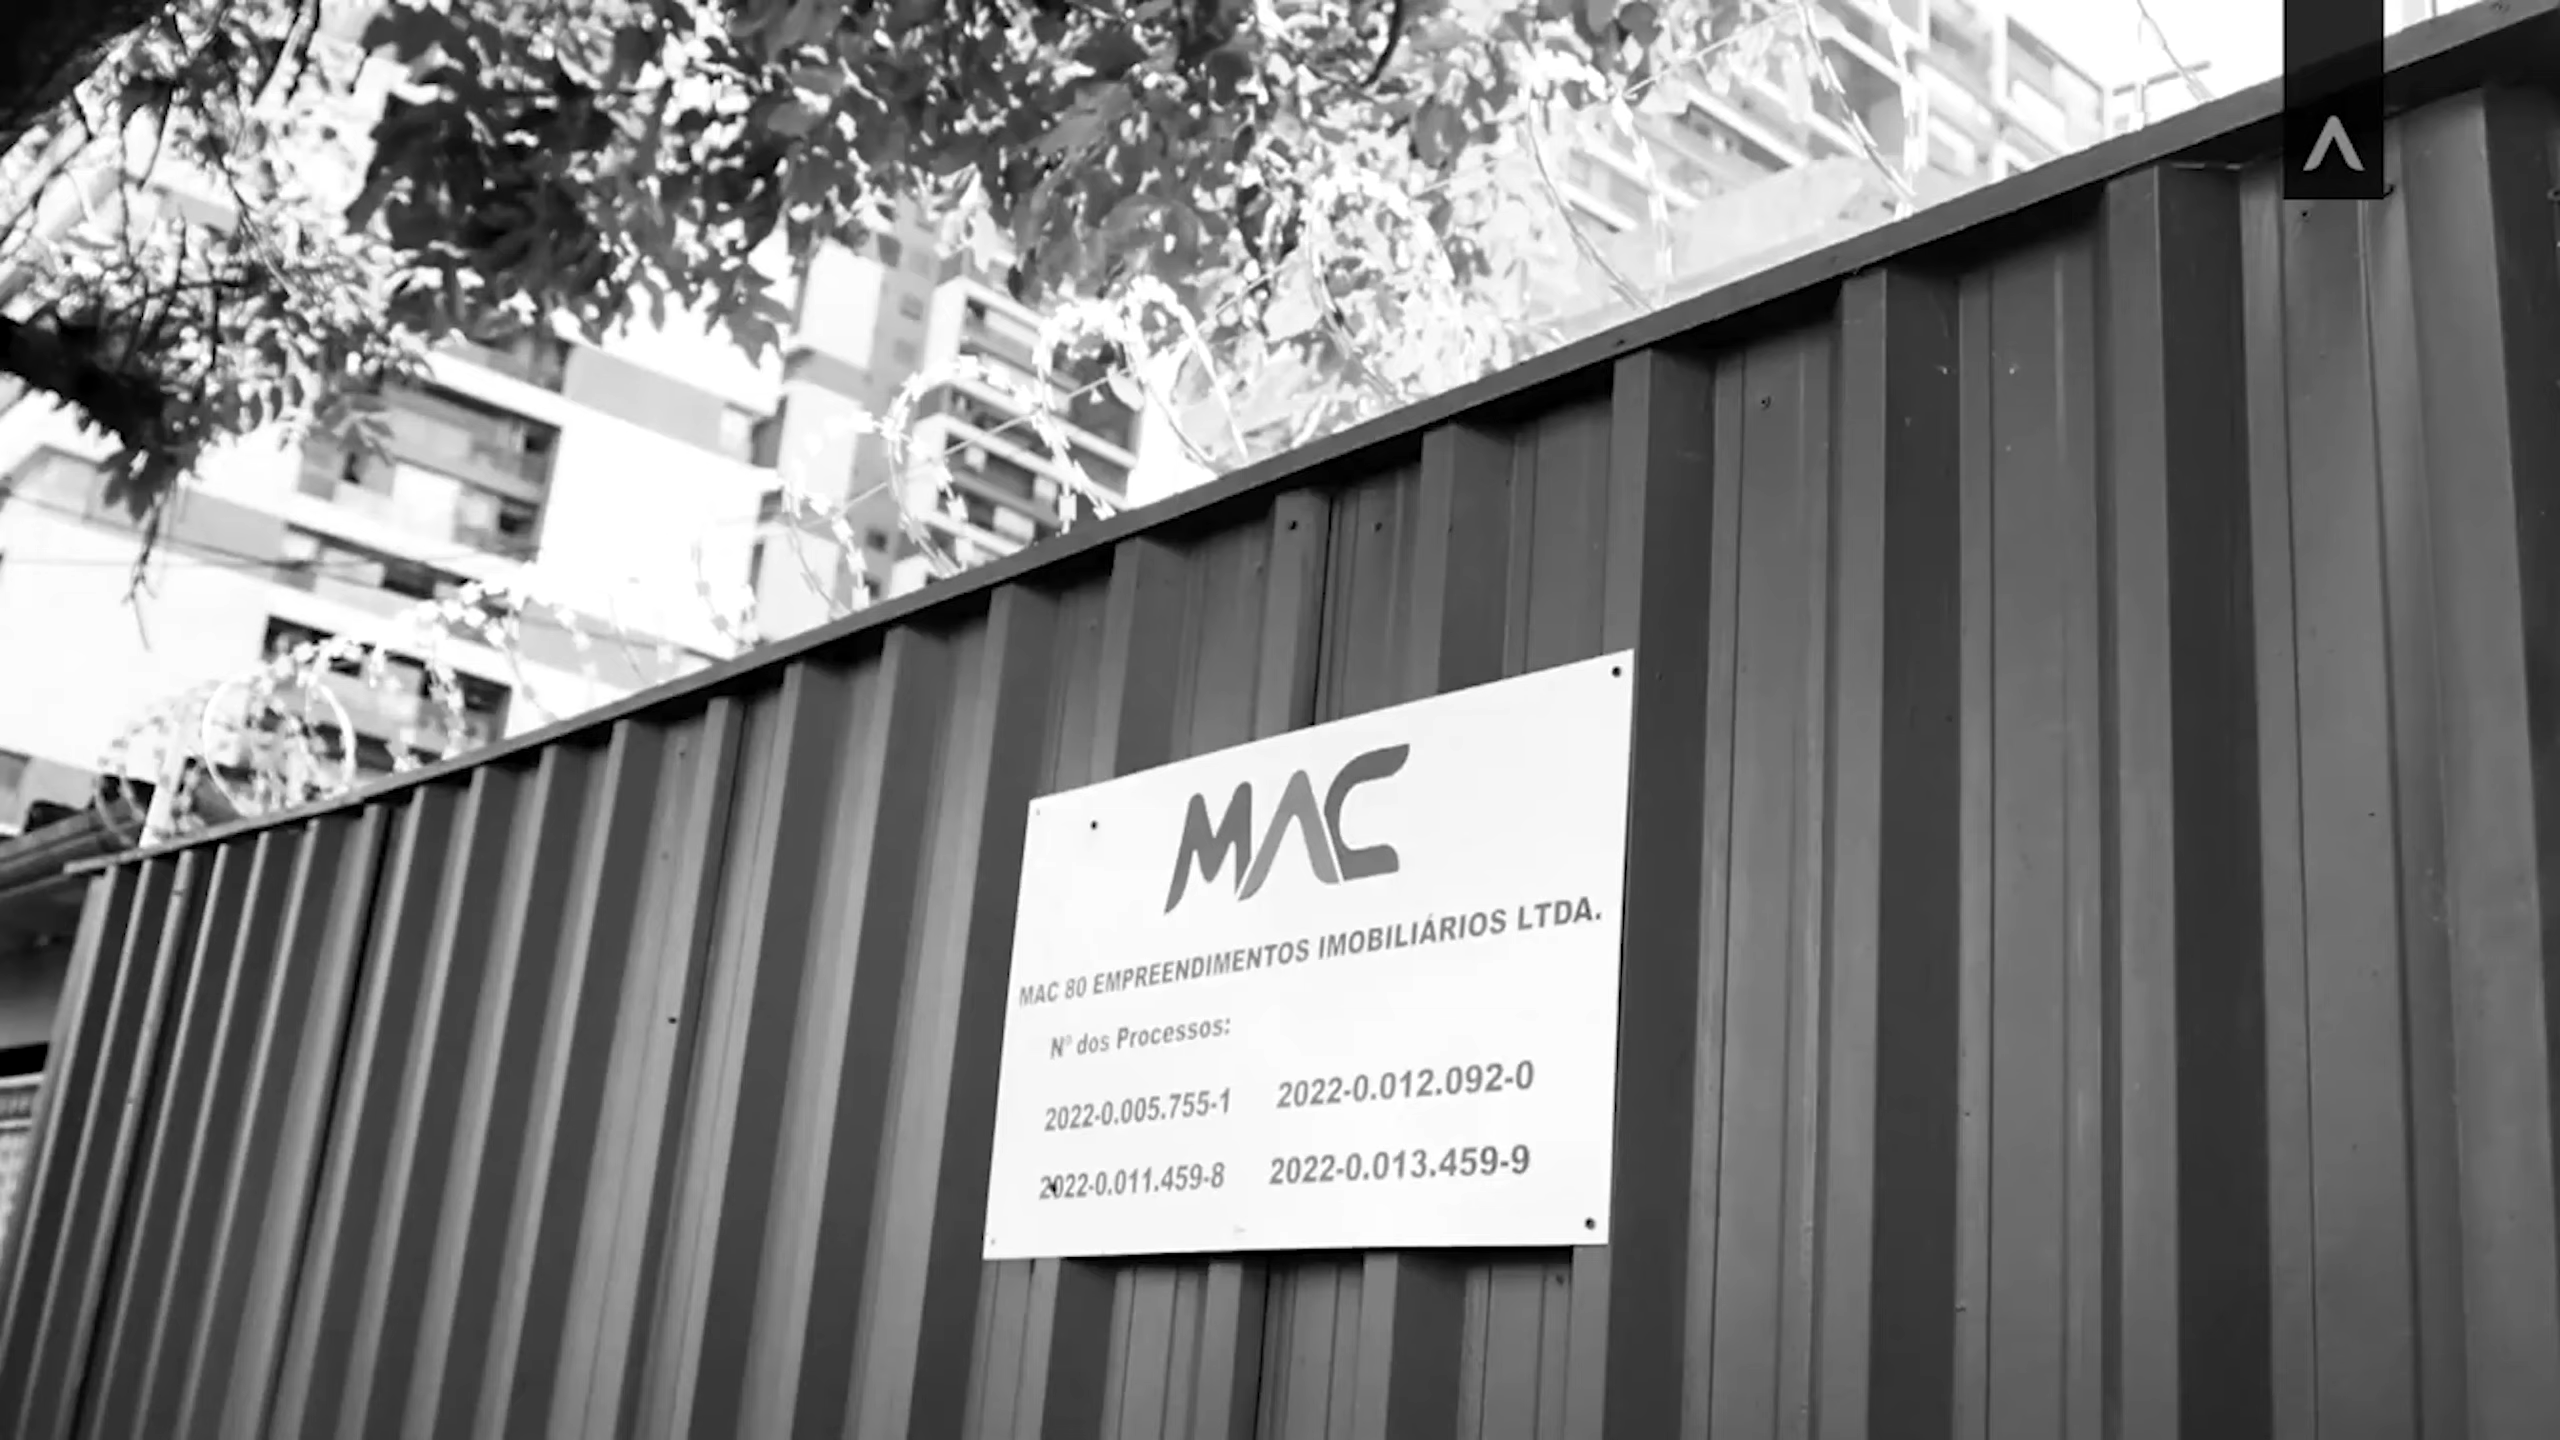 MAC
MAC 80 EMPREENDIMENTOS IMOBILIÁRIOS LTDA.
Nº dos Processos:
2022-0.005.755-1 2022-0.012.092-0
2022-0.011.459-8 2022-0.013.459-9